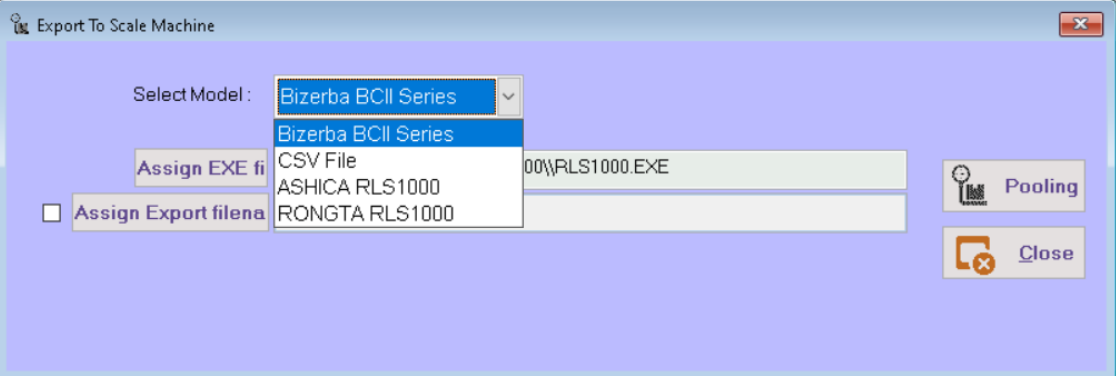 Export To Scale Machine
Select Model :
Bizerba BCII Series
Bizerba BCII Series
CSV File
ASHICA RLS1000
RONGTA RLS1000
Assign EXE fi
00\\RLS1000.EXE
Assign Export filena
Pooling
Close